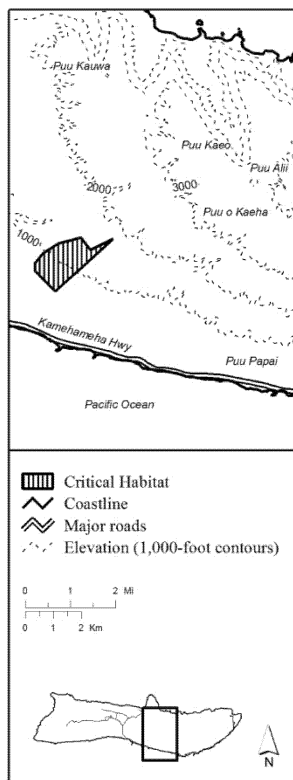 Puu Kauwa
Puu Kaeo
Puu Alii
2000
3000
Puu o Kaeha
1000
Kamehameha Hwy
Puu Papai
Pacific Ocean
Critical Habitat
Coastline
Major roads
Elevation (1,000-foot contours)
0 1 2 Mi
0 1 2 Km
N